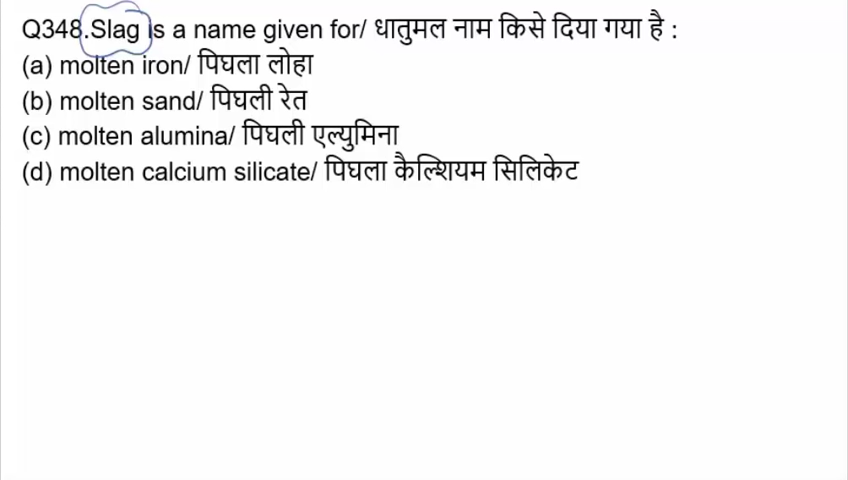 Q348.Slag is a name given for/ धातुमल नाम किसे दिया गया है :
(a) molten iron/ पिघला लोहा
(b) molten sand/ पिघली रेत
(c) molten alumina/ पिघली एल्युमिना
(d) molten calcium silicate/ पिघला कैल्शियम सिलिकेट